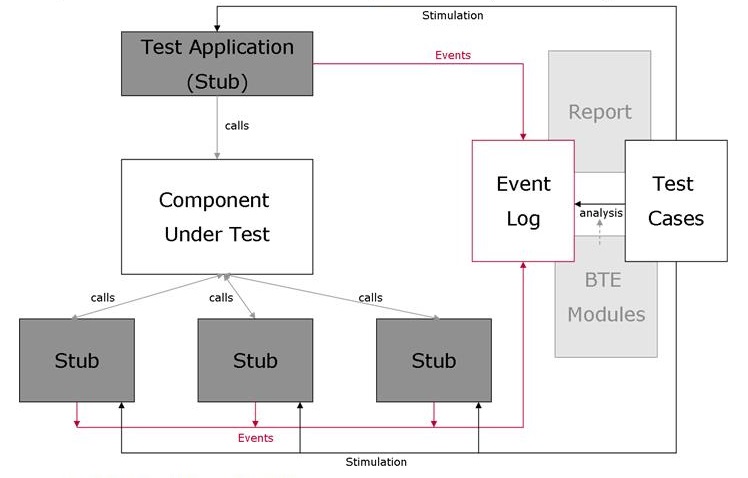 Stimulation
Test Application
(Stub)
Events
calls
Report
Component
Under Test
Event
Log
analysis
Test
Cases
BTE
Modules
calls
calls
calls
Stub
Stub
Stub
Events
Stimulation